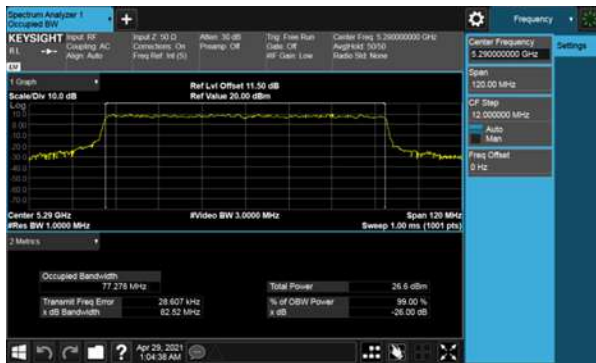 Spectrum Analyzer 1
Occupied BW
+
Frequency
KEYSIGHT
Input: RF
Input Z: 50 Ω
Atten: 30 dB
Trig: Free Run
Center Freq: 5.290000000 GHz
RL
Coupling: AC
Corrections: On
Preamp: Off
Gate: Off
Avg|Hold: 50/50
Align: Auto
Freq Ref: Int (S)
#IF Gain: Low
Radio Std: None
Center Frequency
5.290000000 GHz
Settings
Span
120.00 MHz
CF Step
12.000000 MHz
Auto
Man
Freq Offset
0 Hz
1 Graph
Ref Lvl Offset 11.50 dB
Scale/Div 10.0 dB
Ref Value 20.00 dBm
Log
10.0
0.00
-10.0
-20.0
-30.0
-40.0
-50.0
-60.0
-70.0
Center 5.29 GHz
#Video BW 3.0000 MHz
Span 120 MHz
#Res BW 1.0000 MHz
Sweep 1.00 ms (1001 pts)
2 Metrics
Occupied Bandwidth
77.278 MHz
Total Power
26.6 dBm
Transmit Freq Error
28.607 kHz
% of OBW Power
99.00 %
x dB Bandwidth
82.52 MHz
x dB
-26.00 dB
?
Apr 29, 2021
1:04:38 AM